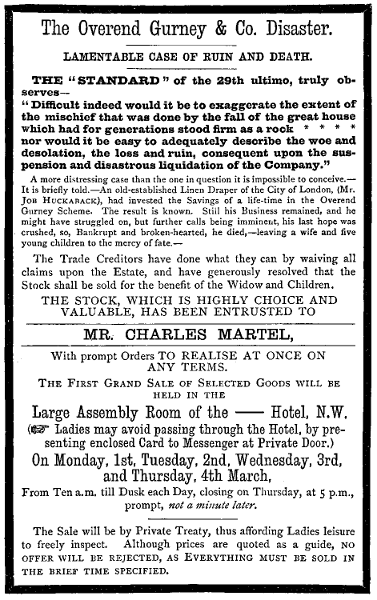 The Overend Gurney & Co. Disaster.
LAMENTABLE CASE OF RUIN AND DEATH.
THE "STANDARD" of the 29th ultimo, truly ob-
serves—
"Difficult indeed would it be to exaggerate the extent of
the mischief that was done by the fall of the great house
which had for generations stood firm as a rock * * * *
nor would it be easy to adequately describe the woe and
desolation, the loss and ruin, consequent upon the sus-
pension and disastrous liquidation of the Company."
A more distressing case than the one in question it is impossible to conceive.—
It is briefly told.—An old-established Linen Draper of the City of London, (Mr.
JOB HUCKABACK), had invested the Savings of a life-time in the Overend
Gurney Scheme. The result is known. Still his Business remained, and he
might have struggled on, but further calls being imminent, his last hope was
crushed, so, Bankrupt and broken-hearted, he died,—leaving a wife and five
young children to the mercy of fate.—
The Trade Creditors have done what they can by waiving all
claims upon the Estate, and have generously resolved that the
Stock shall be sold for the benefit of the Widow and Children.
THE STOCK, WHICH IS HIGHLY CHOICE AND
VALUABLE, HAS BEEN ENTRUSTED TO
MR. CHARLES MARTEL,
With prompt Orders TO REALISE AT ONCE ON
ANY TERMS.
THE FIRST GRAND SALE OF SELECTED GOODS WILL BE
HELD IN THE
Large Assembly Room of the —— Hotel, N.W.
(☞ Ladies may avoid passing through the Hotel, by pre-
senting enclosed Card to Messenger at Private Door.)
On Monday, 1st, Tuesday, 2nd, Wednesday, 3rd,
and Thursday, 4th March,
From Ten a.m. till Dusk each Day, closing on Thursday, at 5 p.m.,
prompt, not a minute later.
The Sale will be by Private Treaty, thus affording Ladies leisure
to freely inspect. Although prices are quoted as a guide, NO
OFFER WILL BE REJECTED, AS EVERYTHING MUST BE SOLD IN
THE BRIEF TIME SPECIFIED.